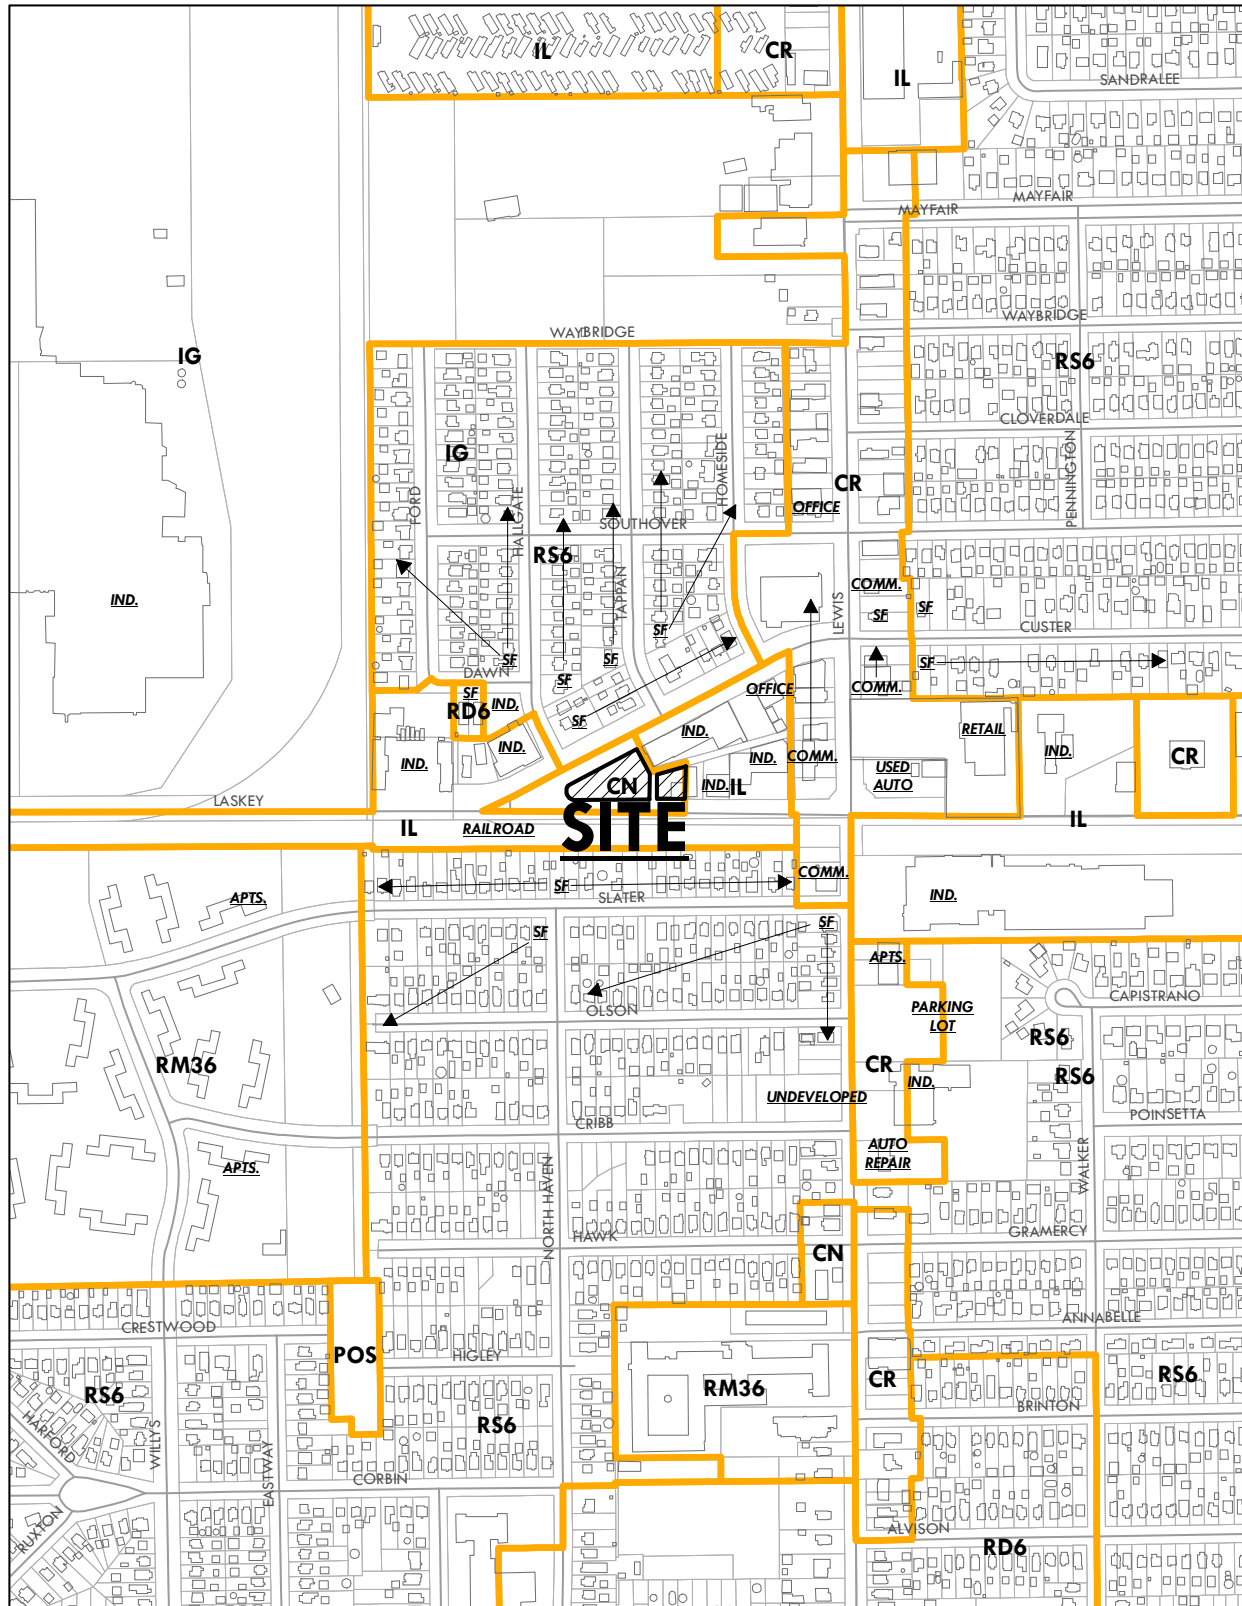 IL
CR
IL
SANDRALEE
MAYFAIR
MAYFAIR
WAYBRIDGE
WAYBRIDGE
IG
RS6
CLOVERDALE
PENNINGTON
HOMESIDE
IG
CR
OFFICE
FORD
HALLGATE
SOUTHOVER
RS6
TAPPAN
IND.
COMM.
SF
SF
LEWIS
CUSTER
SF
SF
SF
SF
DAWN
SF
COMM.
SF
OFFICE
SF
IND,
RD6
SF
IND.
RETAIL
IND.
CR
IND.
IND.
IND.
COMM.
USED
AUTO
CN
IND.
IL
LASKEY
SITE
IL
RAILROAD
IL
COMM.
SF
SLATER
IND.
APTS.
SF
SF
APTS.
CAPISTRANO
OLSON
PARKING
LOT
RS6
RM36
CR
RS6
IND.
UNDEVELOPED
POINSETTA
CRIBB
AUTO
REPAIR
WALKER
APTS.
NORTH HAVEN
HAWK
GRAMERCY
CN
ANNABELLE
CRESTWOOD
POS
HIGLEY
RS6
RM36
CR
RS6
BRINTON
HARFORD
WILLYS
RS6
EASTWAY
CORBIN
RUXTON
ALVISON
RD6